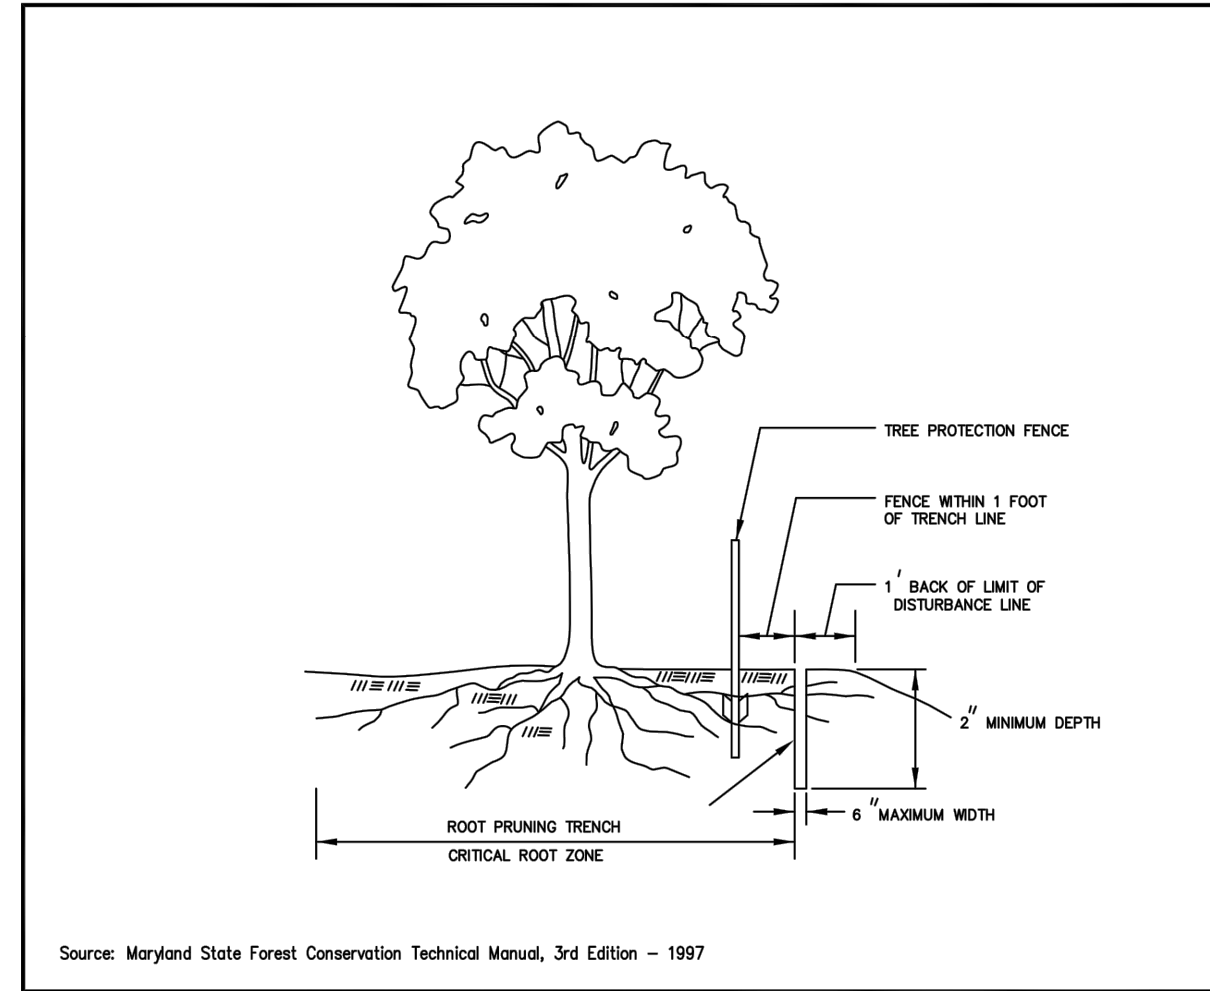 TREE PROTECTION FENCE
FENCE WITHIN 1 FOOT
OF TRENCH LINE
1' BACK OF LIMIT OF
DISTURBANCE LINE
2" MINIMUM DEPTH
6" MAXIMUM WIDTH
ROOT PRUNING TRENCH
CRITICAL ROOT ZONE
Source: Maryland State Forest Conservation Technical Manual, 3rd Edition – 1997